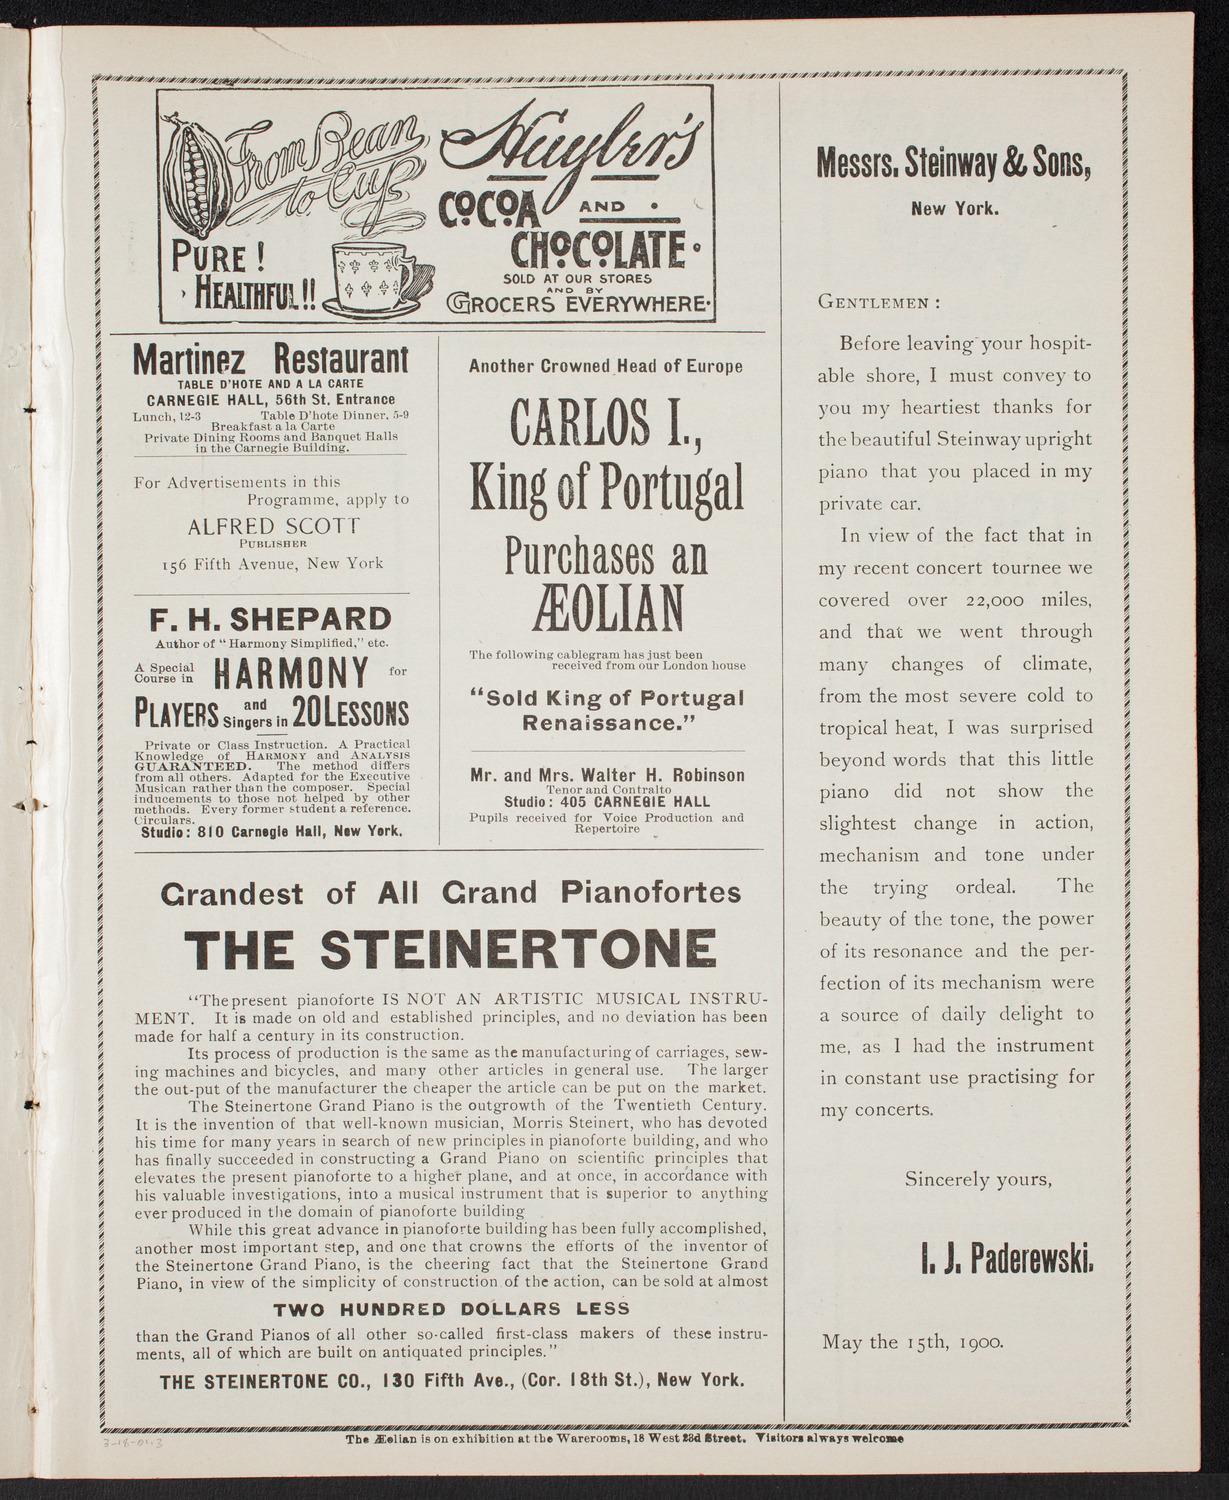 From Bean
to Cup
PURE!
HEALTHFUL!!
Huyler's
COCOA AND
CHOCOLATE
SOLD AT OUR STORES
AND BY
GROCERS EVERYWHERE
Martinez Restaurant
TABLE D'HOTE AND A LA CARTE
CARNEGIE HALL, 56th St. Entrance
Lunch, 12-3 Table D'hote Dinner, 5-9
Breakfast a la Carte
Private Dining Rooms and Banquet Halls
in the Carnegie Building.
For Advertisements in this
Programme, apply to
ALFRED SCOTT
PUBLISHER
156 Fifth Avenue, New York
F. H. SHEPARD
Author of "Harmony Simplified," etc.
A Special
Course in HARMONY for
PLAYERS and
Singers in 20 LESSONS
Private or Class Instruction. A Practical
Knowledge of HARMONY and ANALYSIS
GUARANTEED. The method differs
from all others. Adapted for the Executive
Musican rather than the composer. Special
inducements to those not helped by other
methods. Every former student a reference.
Circulars.
Studio: 810 Carnegie Hall, New York.
Another Crowned Head of Europe
CARLOS I.,
King of Portugal
Purchases an
ÆOLIAN
The following cablegram has just been
received from our London house
"Sold King of Portugal
Renaissance."
Mr. and Mrs. Walter H. Robinson
Tenor and Contralto
Studio: 405 CARNEGIE HALL
Pupils received for Voice Production and
Repertoire
Grandest of All Grand Pianofortes
THE STEINERTONE
"The present pianoforte IS NOT AN ARTISTIC MUSICAL INSTRU-
MENT. It is made on old and established principles, and no deviation has been
made for half a century in its construction.
Its process of production is the same as the manufacturing of carriages, sew-
ing machines and bicycles, and many other articles in general use. The larger
the out-put of the manufacturer the cheaper the article can be put on the market.
The Steinertone Grand Piano is the outgrowth of the Twentieth Century.
It is the invention of that well-known musician, Morris Steinert, who has devoted
his time for many years in search of new principles in pianoforte building, and who
has finally succeeded in constructing a Grand Piano on scientific principles that
elevates the present pianoforte to a higher plane, and at once, in accordance with
his valuable investigations, into a musical instrument that is superior to anything
ever produced in the domain of pianoforte building
While this great advance in pianoforte building has been fully accomplished,
another most important step, and one that crowns the efforts of the inventor of
the Steinertone Grand Piano, is the cheering fact that the Steinertone Grand
Piano, in view of the simplicity of construction of the action, can be sold at almost
TWO HUNDRED DOLLARS LESS
than the Grand Pianos of all other so-called first-class makers of these instru-
ments, all of which are built on antiquated principles."
THE STEINERTONE CO., 130 Fifth Ave., (Cor. 18th St.), New York.
Messrs. Steinway & Sons,
New York.
GENTLEMEN:
Before leaving your hospit-
able shore, I must convey to
you my heartiest thanks for
the beautiful Steinway upright
piano that you placed in my
private car.
In view of the fact that in
my recent concert tournee we
covered over 22,000 miles,
and that we went through
many changes of climate,
from the most severe cold to
tropical heat, I was surprised
beyond words that this little
piano did not show the
slightest change in action,
mechanism and tone under
the trying ordeal. The
beauty of the tone, the power
of its resonance and the per-
fection of its mechanism were
a source of daily delight to
me, as I had the instrument
in constant use practising for
my concerts.
Sincerely yours,
I. J. Paderewski.
May the 15th, 1900.
The Æolian is on exhibition at the Warerooms, 18 West 23d Street. Visitors always welcome
3-18-01.3